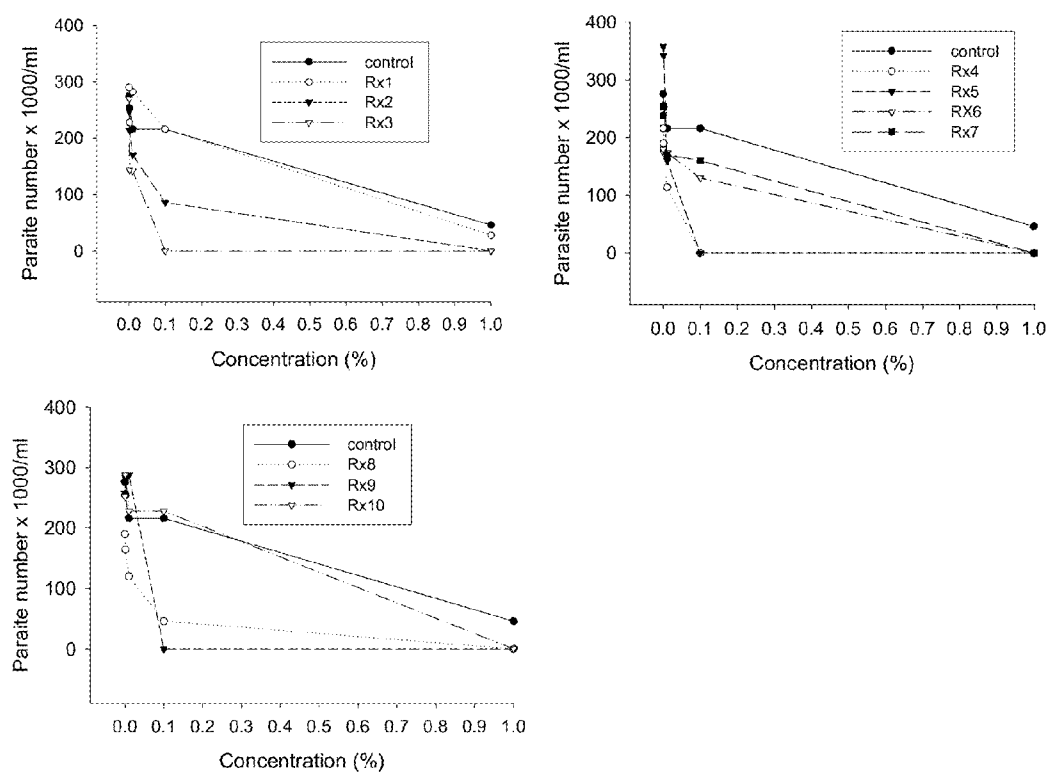 400
300
200
100
0
Paraite number x 1000/ml
control
Rx1
Rx2
Rx3
0.0 0.1 0.2 0.3 0.4 0.5 0.6 0.7 0.8 0.9 1.0
Concentration (%)
400
300
200
100
0
Parasite number x 1000/ml
control
Rx4
Rx5
RX6
Rx7
0.0 0.1 0.2 0.3 0.4 0.5 0.6 0.7 0.8 0.9 1.0
Concentration (%)
400
300
200
100
0
Paraite number x 1000/ml
control
Rx8
Rx9
Rx10
0.0 0.1 0.2 0.3 0.4 0.5 0.6 0.7 0.8 0.9 1.0
Concentration (%)